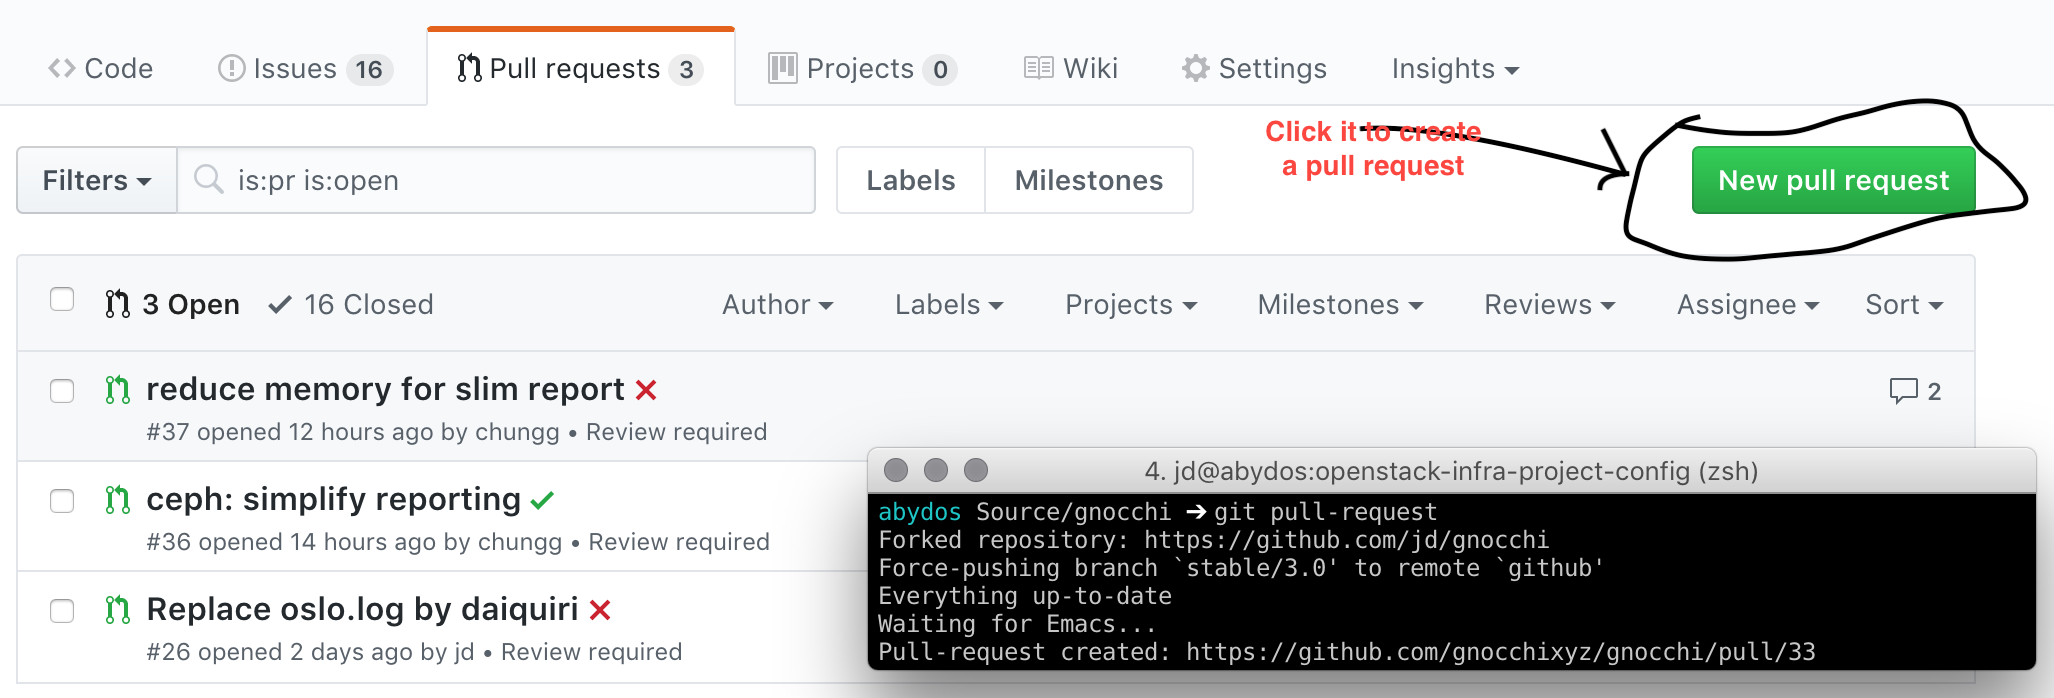 Code Issues 16 Pull requests 3 Projects 0 Wiki Settings Insights
Click it to create
a pull request
Filters is:pr is:open Labels Milestones New pull request
3 Open 16 Closed Author Labels Projects Milestones Reviews Assignee Sort
reduce memory for slim report 2
#37 opened 12 hours ago by chungg • Review required
ceph: simplify reporting
#36 opened 14 hours ago by chungg • Review required
Replace oslo.log by daiquiri
#26 opened 2 days ago by jd • Review required
4. jd@abydos:openstack-infra-project-config (zsh)
abydos Source/gnocchi ➔ git pull-request
Forked repository: https://github.com/jd/gnocchi
Force-pushing branch `stable/3.0' to remote `github'
Everything up-to-date
Waiting for Emacs...
Pull-request created: https://github.com/gnocchixyz/gnocchi/pull/33